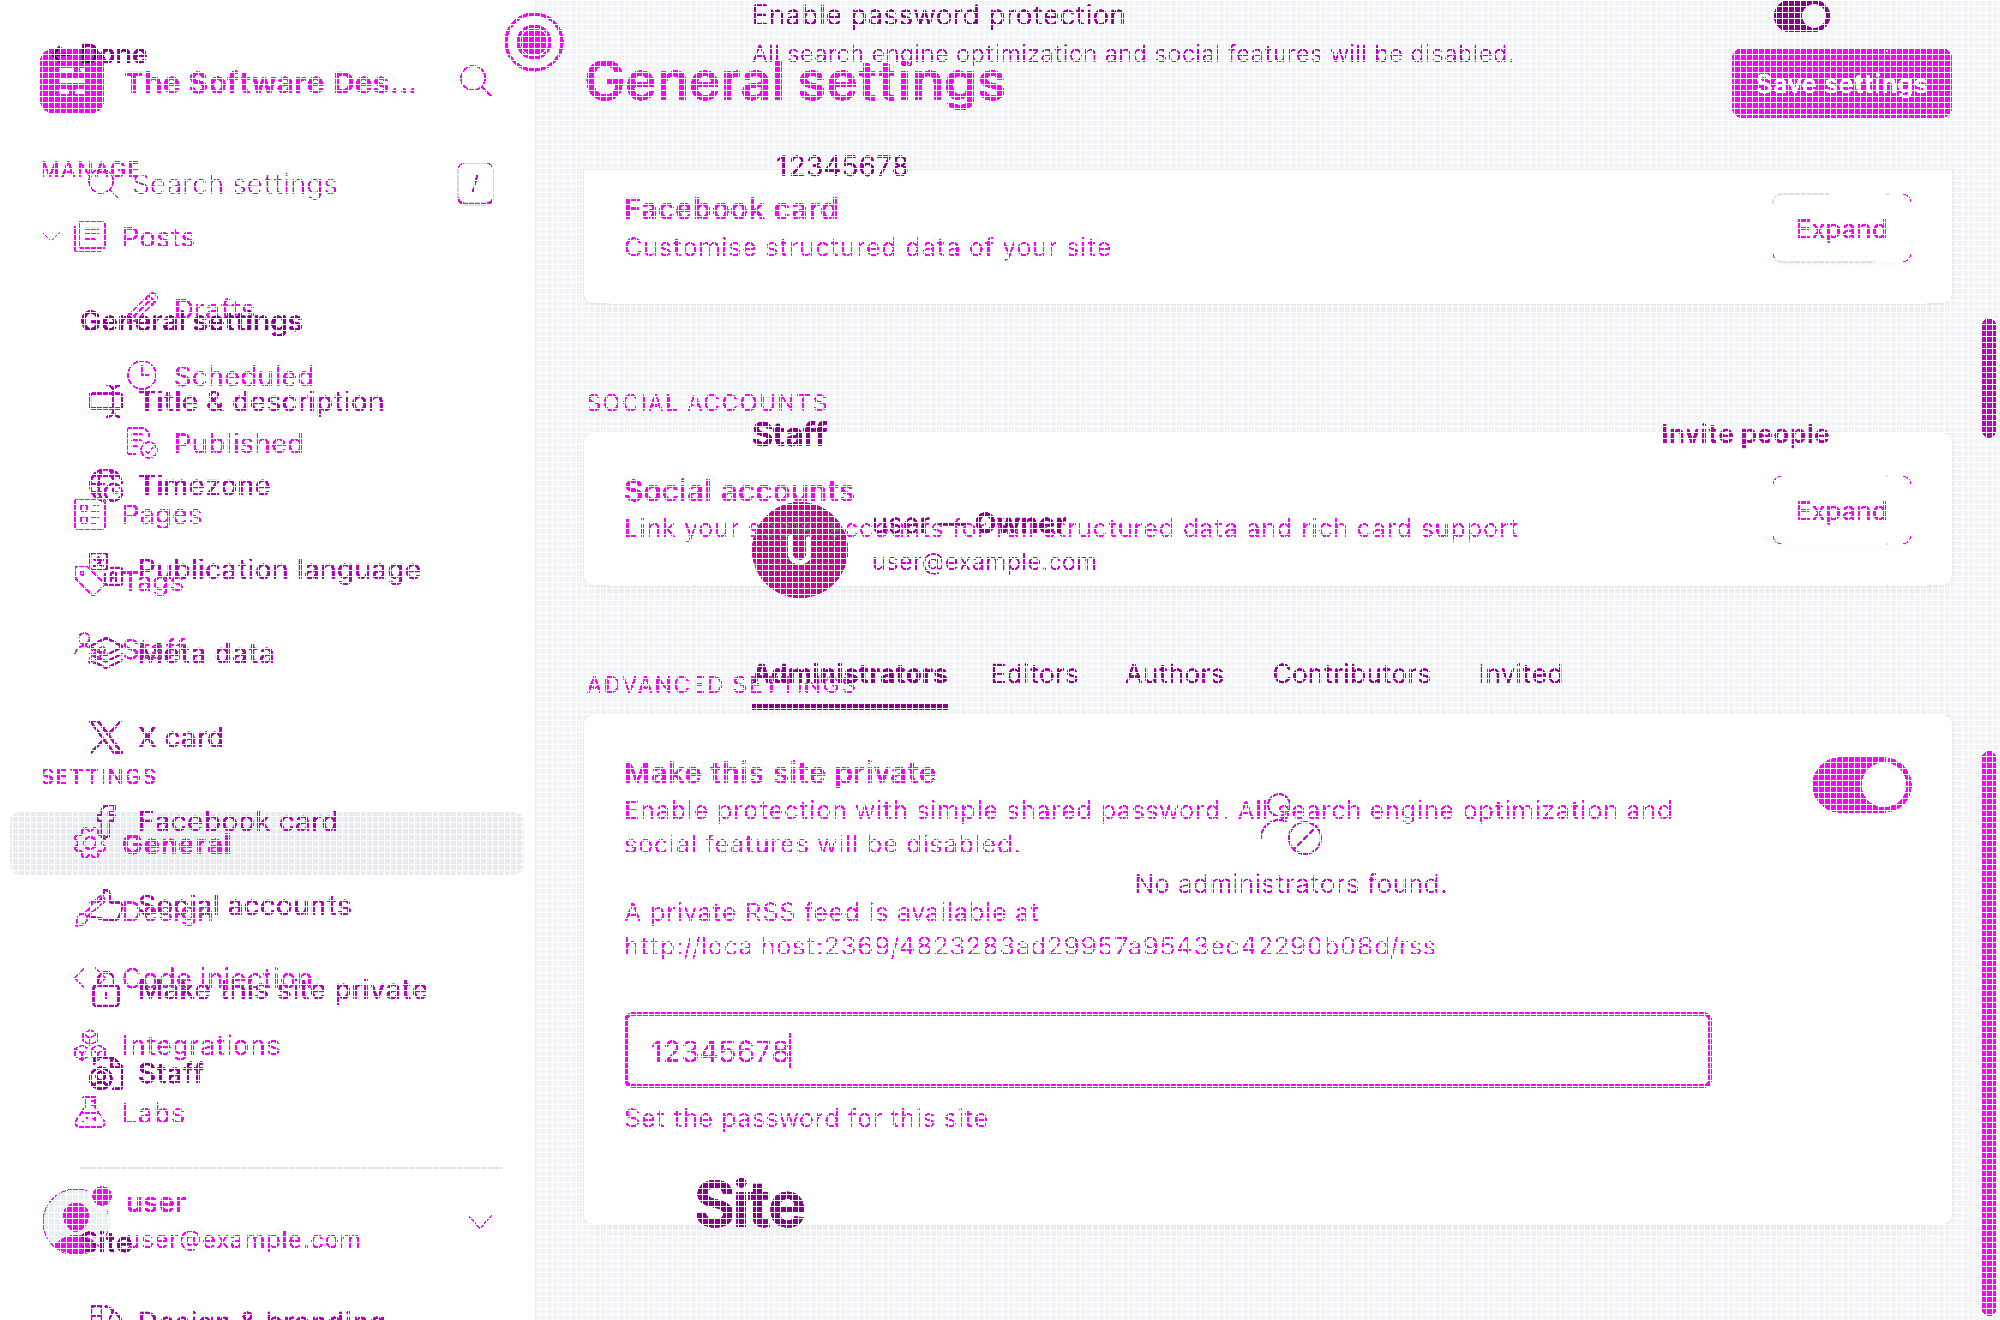 Enable password protection
All search engine optimization and social features will be disabled.
Done
The Software Des...
General settings
Save settings
MANAGE
Search settings
/
12345678
Facebook card
Customise structured data of your site
Expand
Posts
Drafts
General settings
Scheduled
Title & description
Published
SOCIAL ACCOUNTS
Staff
Invite people
Timezone
Pages
Social accounts
Link your accounts for structured data and rich card support
Expand
U
user — Owner
user@example.com
Publication language
Tags
Staff
Meta data
Administrators
Editors
Authors
Contributors
Invited
ADVANCED SETTINGS
X card
SETTINGS
Make this site private
Enable protection with simple shared password. All search engine optimization and
social features will be disabled.
Facebook card
General
No administrators found.
Social accounts
Design
A private RSS feed is available at
http://localhost:2369/4823283ad29957a9543ec42290b08d/rss
Code injection
Make this site private
Integrations
Staff
12345678
Labs
Set the password for this site
Site
user
user@example.com
Site
Design & branding